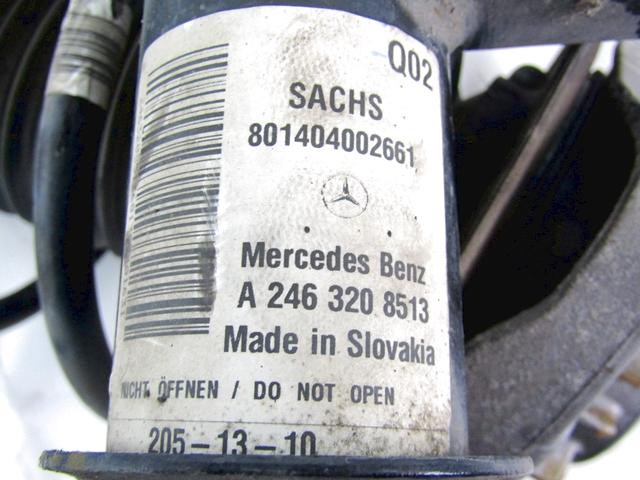 Q02
SACHS
801404002661
Mercedes Benz
A 246 320 8513
Made in Slovakia
NICHT ÖFFNEN / DO NOT OPEN
205-13-10